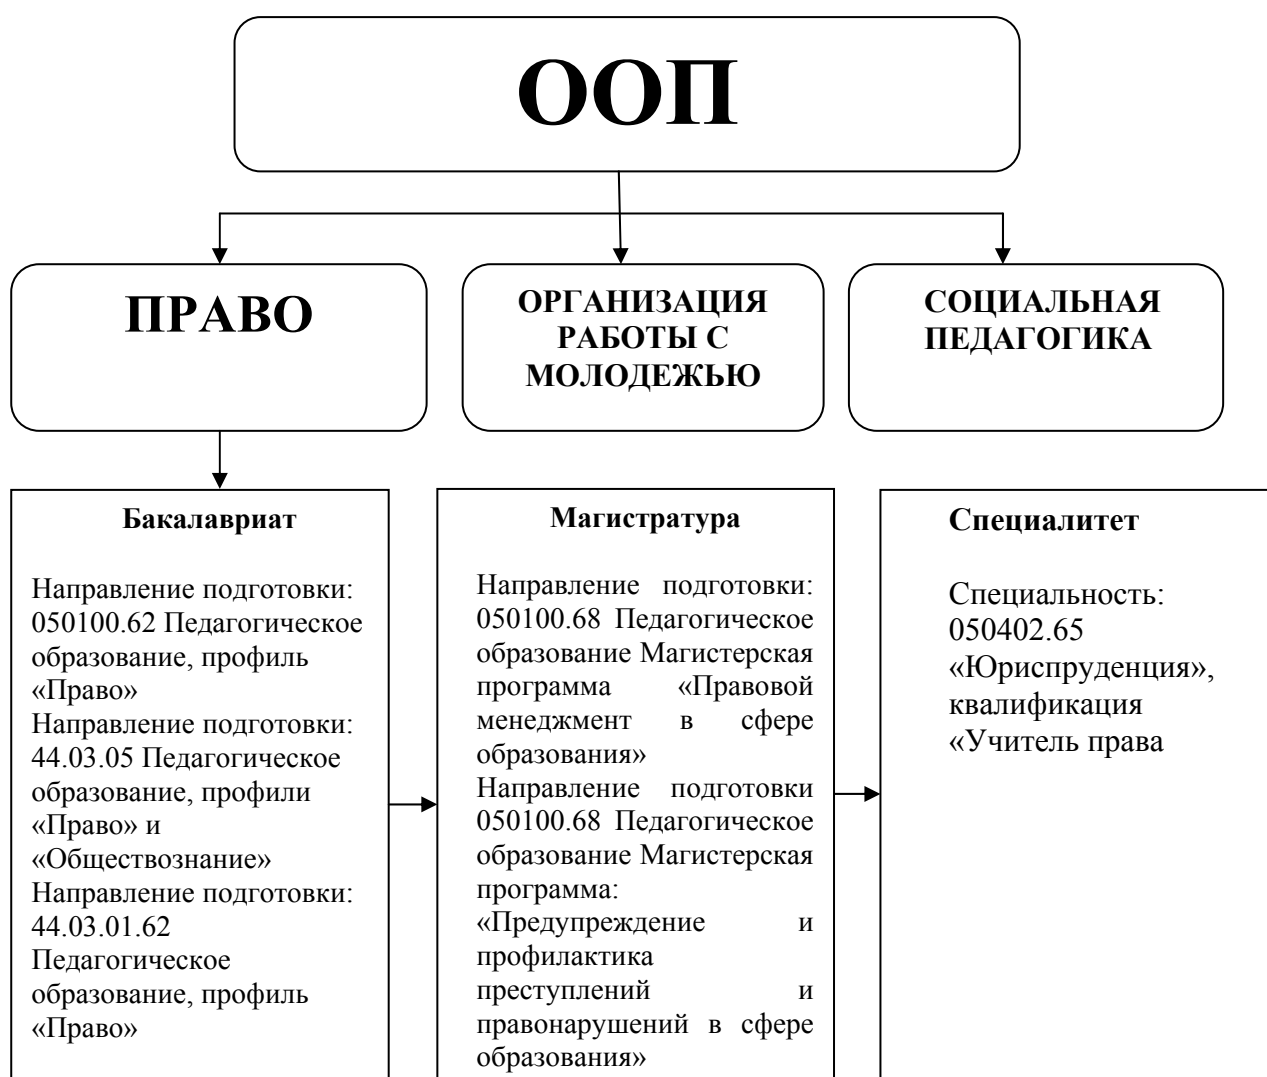 ООП
ПРАВО
ОРГАНИЗАЦИЯ
РАБОТЫ С
МОЛОДЕЖЬЮ
СОЦИАЛЬНАЯ
ПЕДАГОГИКА
Бакалавриат
Направление подготовки:
050100.62 Педагогическое
образование, профиль
«Право»
Направление подготовки:
44.03.05 Педагогическое
образование, профили
«Право» и
«Обществознание»
Направление подготовки:
44.03.01.62
Педагогическое
образование, профиль
«Право»
Магистратура
Направление подготовки:
050100.68 Педагогическое
образование Магистерская
программа «Правовой
менеджмент в сфере
образования»
Направление подготовки
050100.68 Педагогическое
образование Магистерская
программа:
«Предупреждение и
профилактика
преступлений и
правонарушений в сфере
образования»
Специалитет
Специальность:
050402.65
«Юриспруденция»,
квалификация
«Учитель права